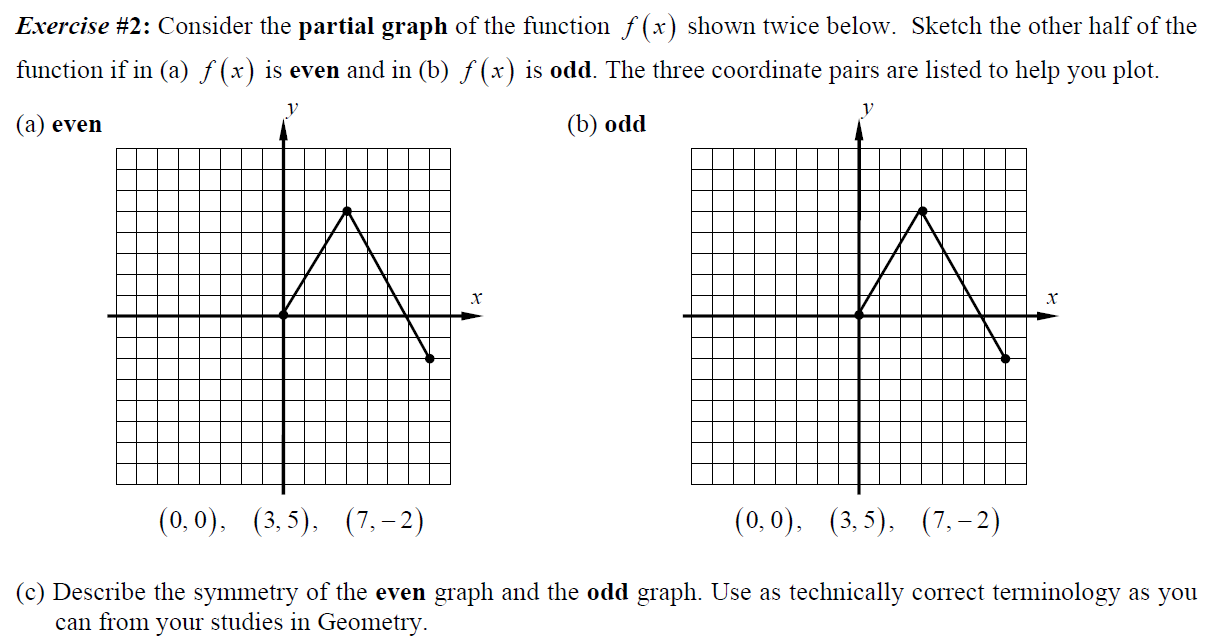 Exercise #2: Consider the partial graph of the function f(x) shown twice below. Sketch the other half of the
function if in (a) f(x) is even and in (b) f(x) is odd. The three coordinate pairs are listed to help you plot.
(a) even
y
x
(0, 0), (3, 5), (7, – 2)
(b) odd
y
x
(0, 0), (3, 5), (7, – 2)
(c) Describe the symmetry of the even graph and the odd graph. Use as technically correct terminology as you
can from your studies in Geometry.